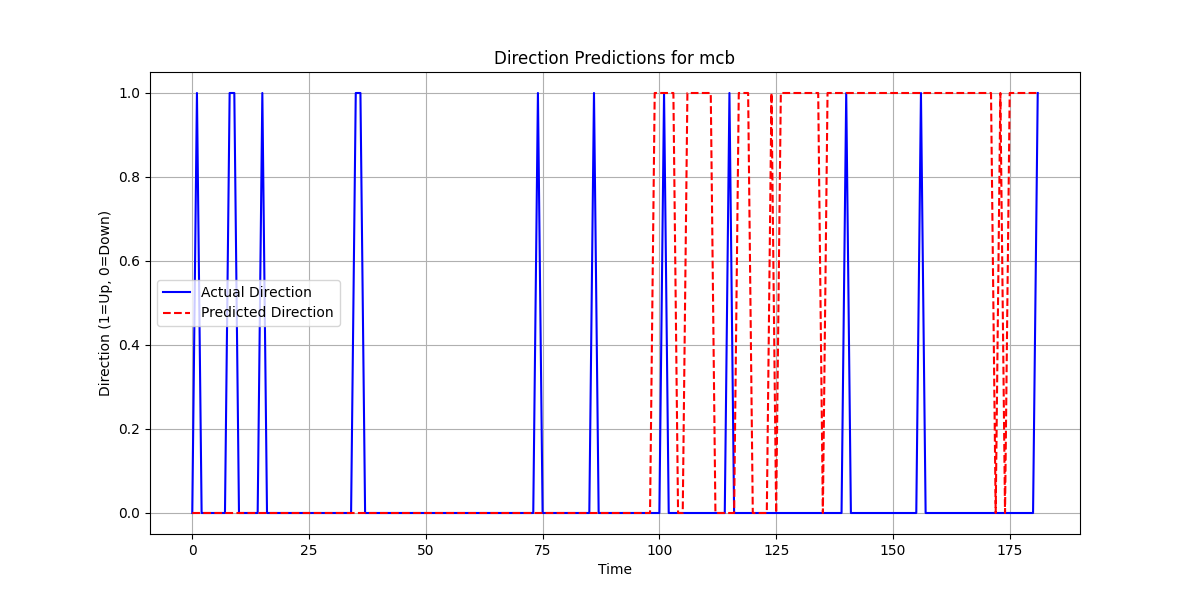 Direction Predictions for mcb
1.0
0.8
0.6
0.4
0.2
0.0
Direction (1=Up, 0=Down)
Actual Direction
Predicted Direction
0 25 50 75 100 125 150 175
Time